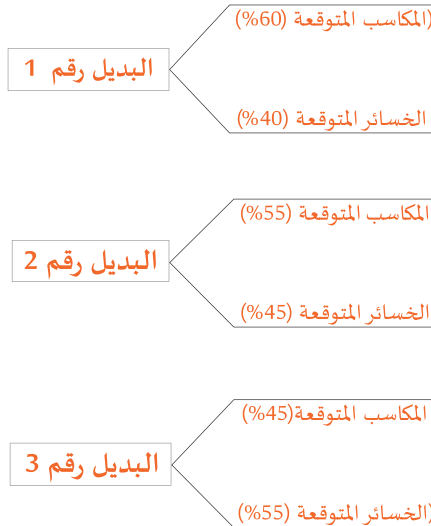 (المكاسب المتوقعة (60%)
البديل رقم 1
الخسائر المتوقعة (40%)
المكاسب المتوقعة (55%)
البديل رقم 2
الخسائر المتوقعة (45%)
المكاسب المتوقعة(45%)
البديل رقم 3
(الخسائر المتوقعة (55%)